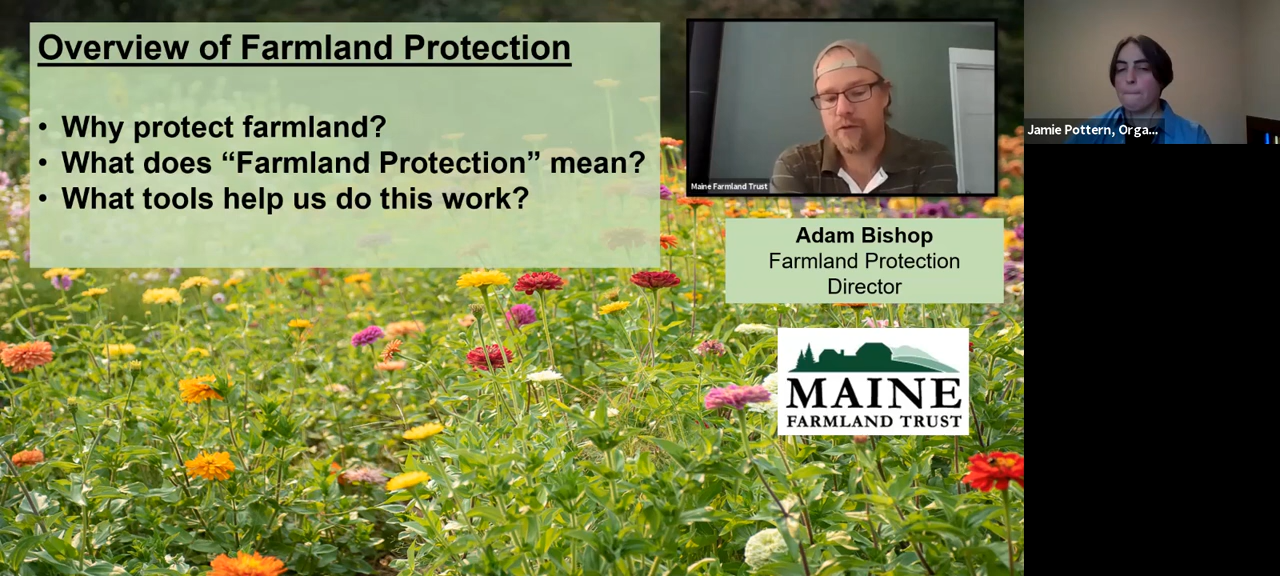 Overview of Farmland Protection
• Why protect farmland?
• What does “Farmland Protection” mean?
• What tools help us do this work?
Maine Farmland Trust
Adam Bishop
Farmland Protection
Director
MAINE
FARMLAND TRUST
Jamie Pottern, Orga...